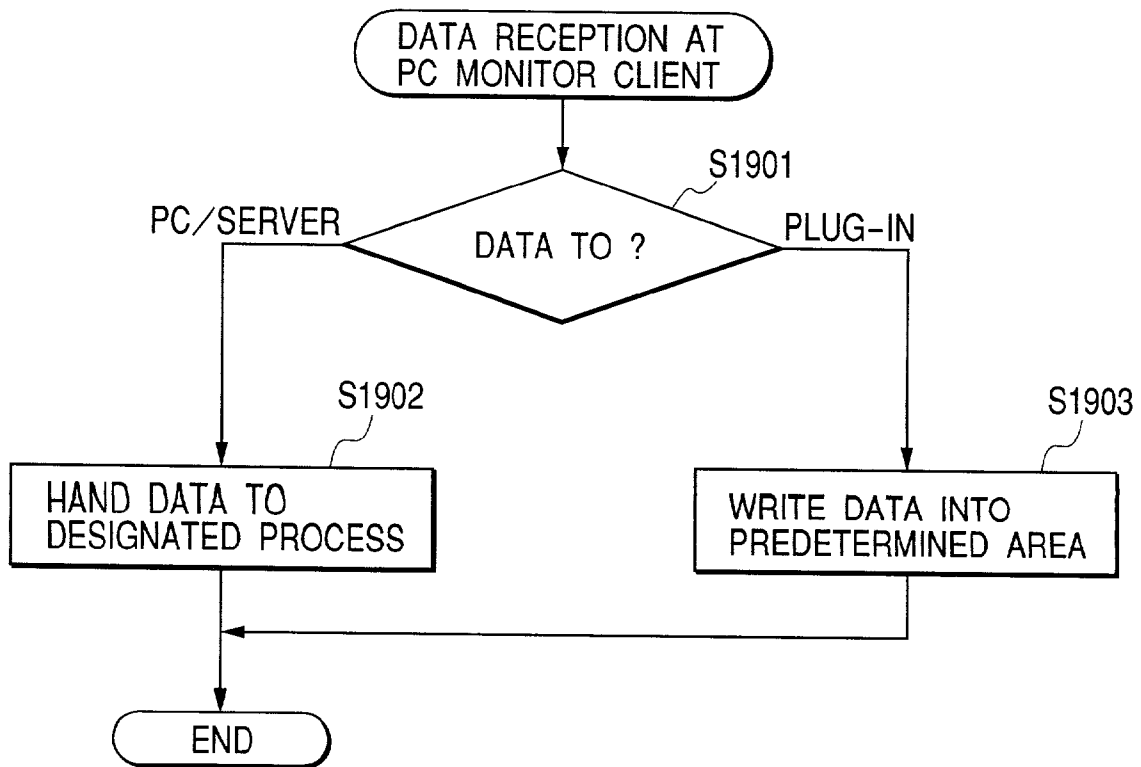 DATA RECEPTION AT
PC MONITOR CLIENT
S1901
PC/SERVER
DATA TO ?
PLUG-IN
S1902
S1903
HAND DATA TO
DESIGNATED PROCESS
WRITE DATA INTO
PREDETERMINED AREA
END